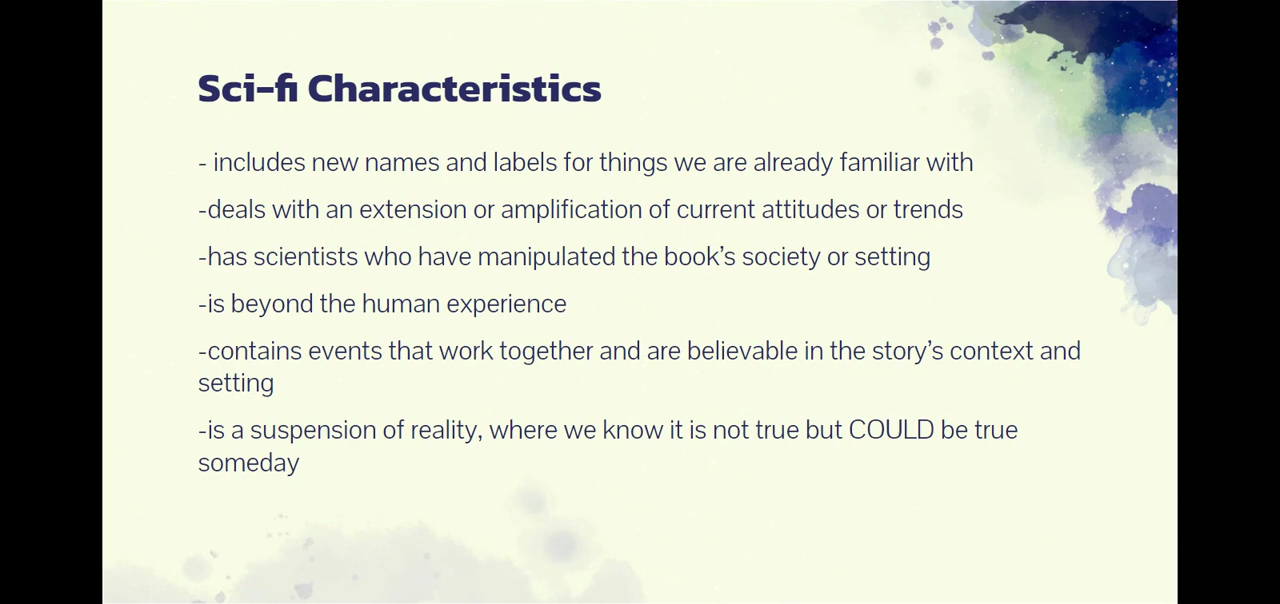 Sci-fi Characteristics
- includes new names and labels for things we are already familiar with
-deals with an extension or amplification of current attitudes or trends
-has scientists who have manipulated the book’s society or setting
-is beyond the human experience
-contains events that work together and are believable in the story’s context and
setting
-is a suspension of reality, where we know it is not true but COULD be true
someday